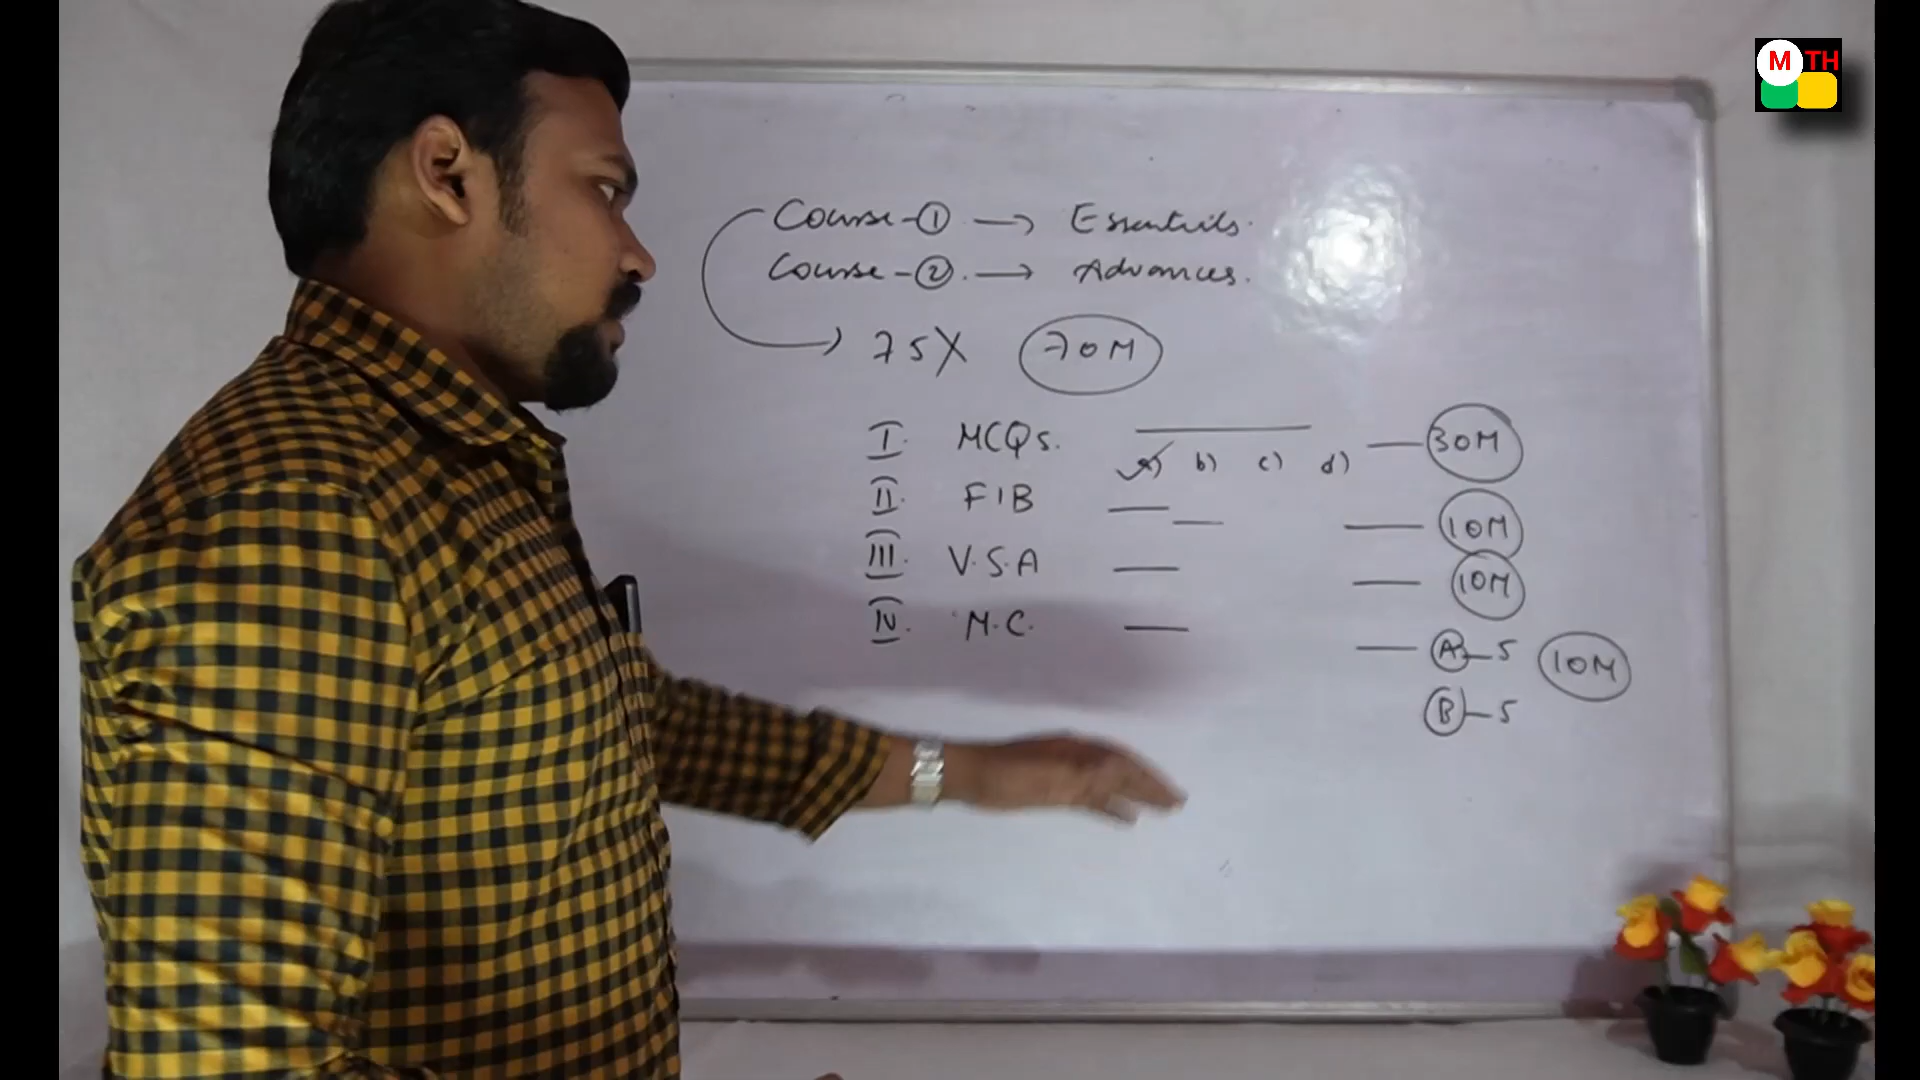 M TH
Course-① → Essentials.
Course-② → Advances.
75X 70M
I. MCQs. a) b) c) d) — 30M
II. FIB — 10M
III. V.S.A — 10M
IV. M.C. — A-5 10M
B-5